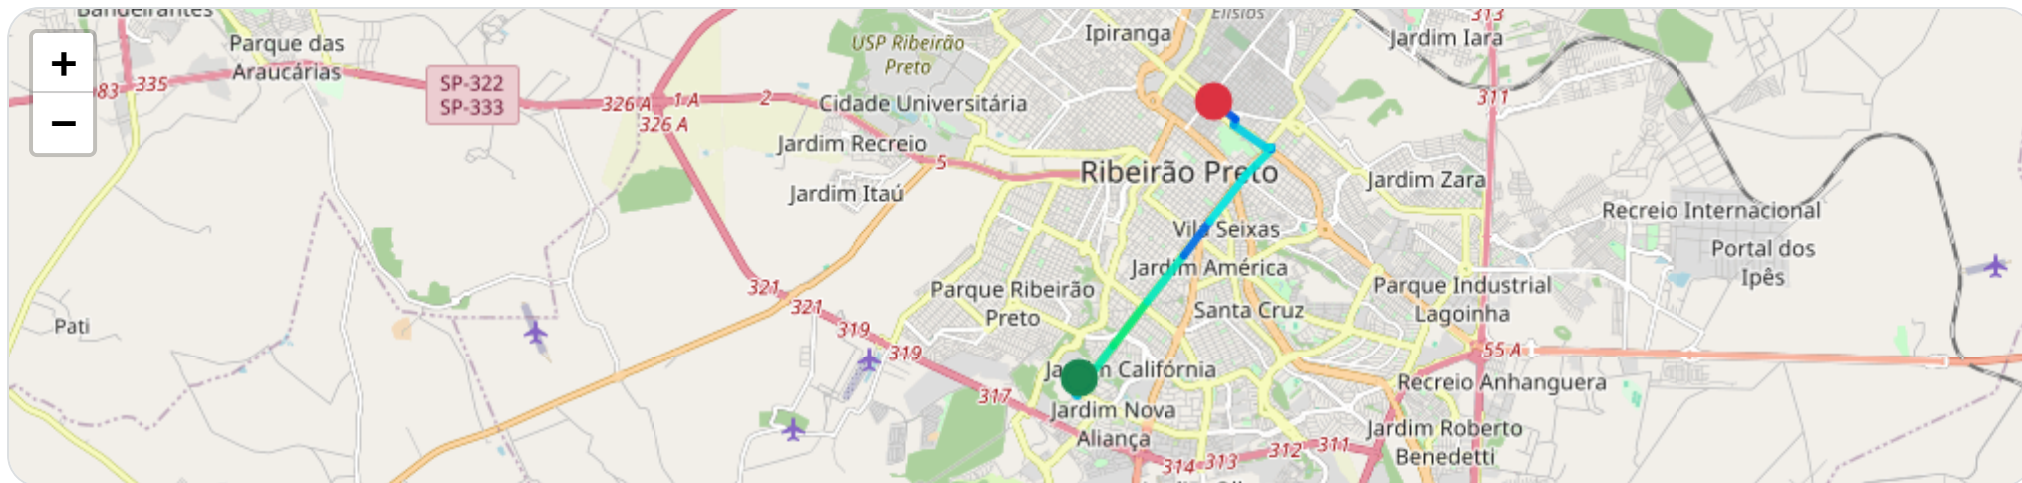 Bandeirantes
Elísios
313
Parque das
Araucárias
USP Ribeirão
Preto
Ipiranga
Jardim Iara
+
83
335
SP-322
SP-333
326 A
1 A
2
Cidade Universitária
311
−
326 A
Jardim Recreio
5
Ribeirão Preto
Jardim Zara
Jardim Itaú
Recreio Internacional
Vila Seixas
Portal dos
Ipês
Jardim América
321
321
Parque Ribeirão
Preto
Santa Cruz
Parque Industrial
Lagoinha
Pati
319
319
55 A
Jardim Califórnia
Recreio Anhanguera
317
Jardim Nova
Aliança
Jardim Roberto
Benedetti
314
313
312
311